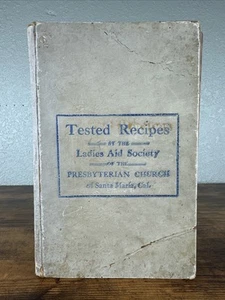 Tested Recipes
BY THE
Ladies Aid Society
OF THE
PRESBYTERIAN CHURCH
of Santa Maria, Cal.